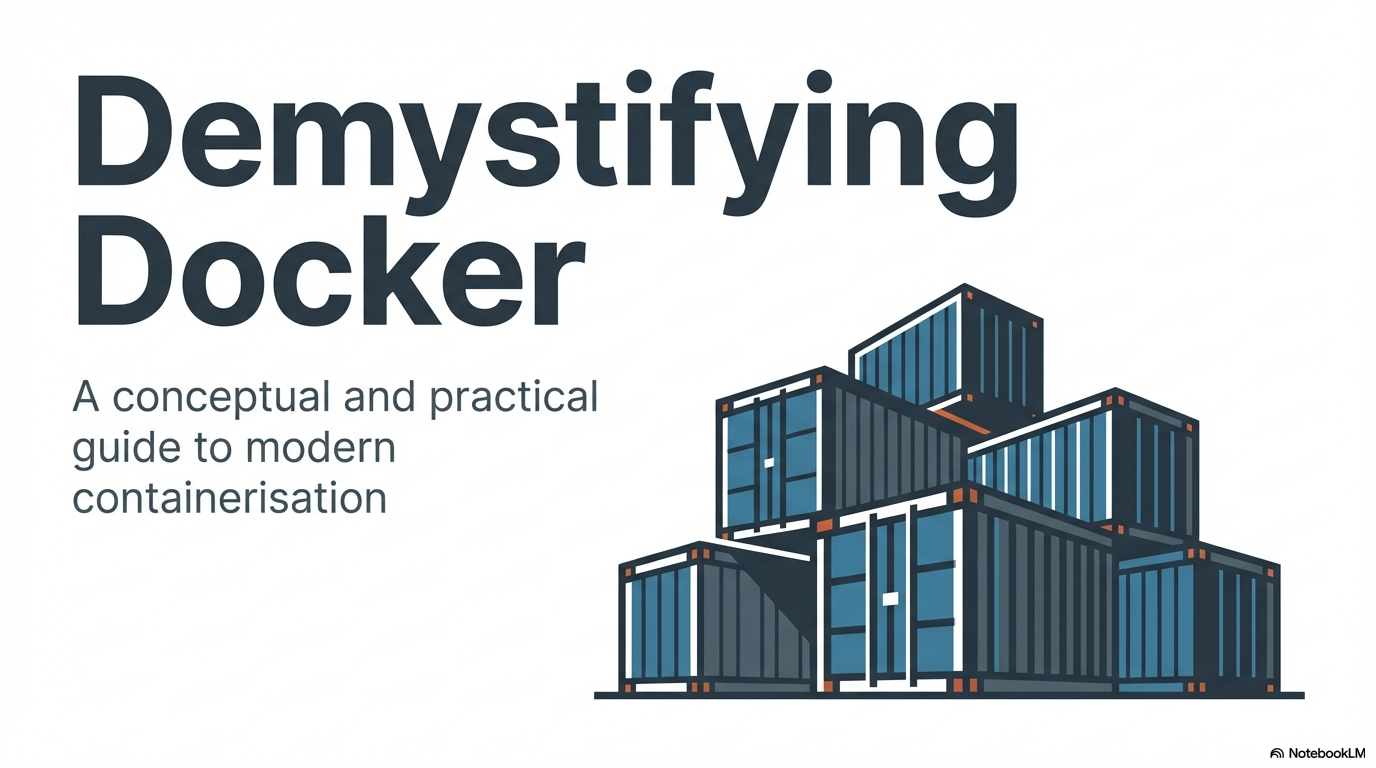 Demystifying
Docker
A conceptual and practical
guide to modern
containerisation
NotebookLM